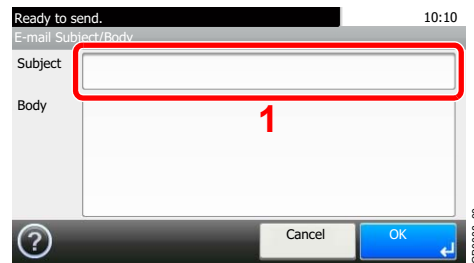 Ready to send.
10:10
E-mail Subject/Body
Subject
Body
1
?
Cancel
OK